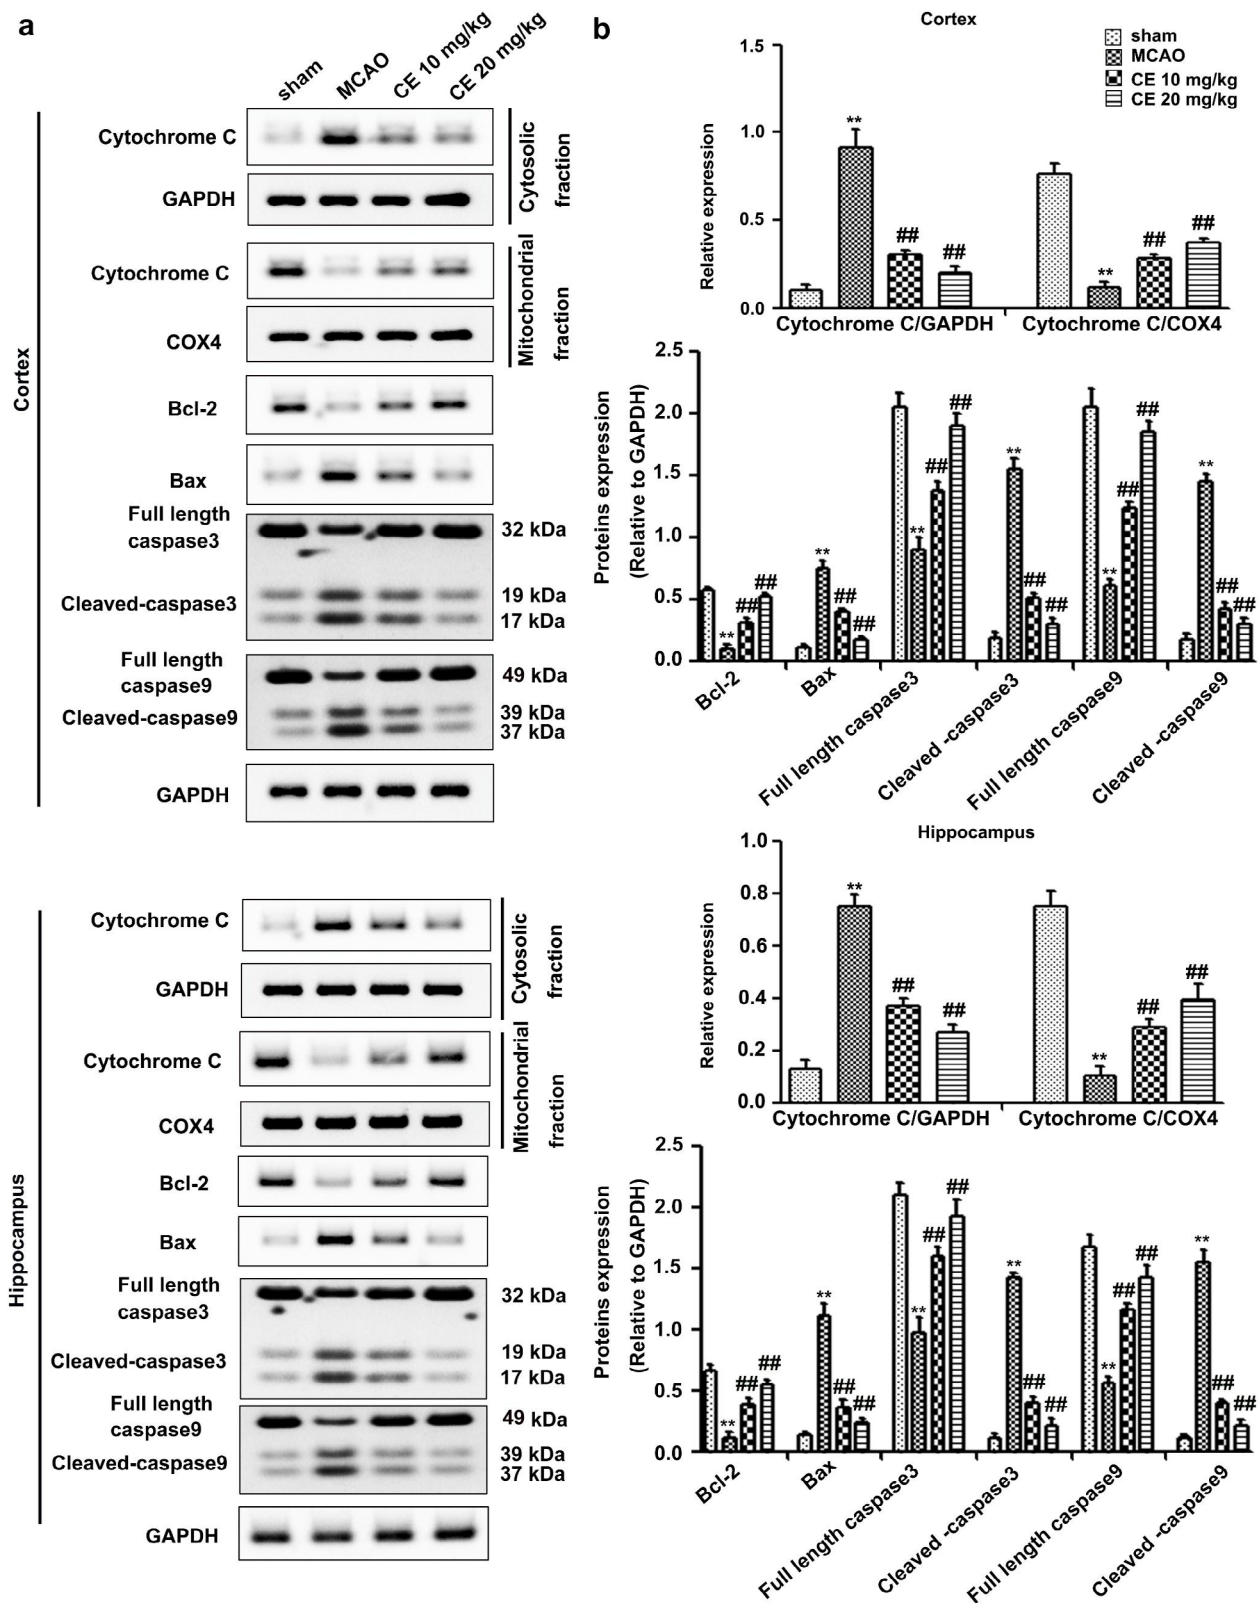 a
sham
MCAO
CE 10 mg/kg
CE 20 mg/kg
Cortex
Cytochrome C
GAPDH
Cytosolic
fraction
Cytochrome C
COX4
Mitochondrial
fraction
Bcl-2
Bax
Full length
caspase3
32 kDa
Cleaved-caspase3
19 kDa
17 kDa
Full length
caspase9
49 kDa
Cleaved-caspase9
39 kDa
37 kDa
GAPDH
Hippocampus
Cytochrome C
GAPDH
Cytosolic
fraction
Cytochrome C
COX4
Mitochondrial
fraction
Bcl-2
Bax
Full length
caspase3
32 kDa
Cleaved-caspase3
19 kDa
17 kDa
Full length
caspase9
49 kDa
Cleaved-caspase9
39 kDa
37 kDa
GAPDH
b
Cortex
sham
MCAO
CE 10 mg/kg
CE 20 mg/kg
Relative expression
1.5
1.0
0.5
0.0
** ## ## ** ## ##
Cytochrome C/GAPDH
Cytochrome C/COX4
Proteins expression
(Relative to GAPDH)
2.5
2.0
1.5
1.0
0.5
0.0
** ## ## ** ## ## ** ## ## ** ## ## ** ## ## ** ## ##
Bcl-2
Bax
Full length caspase3
Cleaved -caspase3
Full length caspase9
Cleaved -caspase9
Hippocampus
Relative expression
1.0
0.8
0.6
0.4
0.2
0.0
** ## ## ** ## ##
Cytochrome C/GAPDH
Cytochrome C/COX4
Proteins expression
(Relative to GAPDH)
2.5
2.0
1.5
1.0
0.5
0.0
** ## ## ** ## ## ** ## ## ** ## ## ** ## ## ** ## ##
Bcl-2
Bax
Full length caspase3
Cleaved -caspase3
Full length caspase9
Cleaved -caspase9